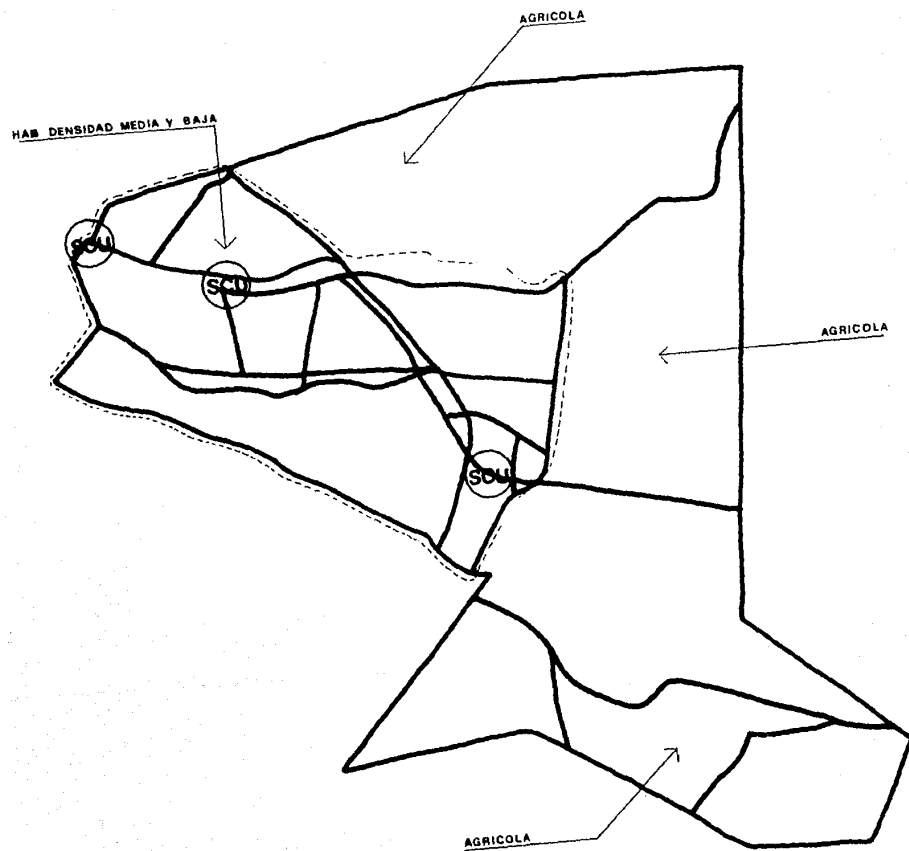 AGRICOLA
HAB DENSIDAD MEDIA Y BAJA
SCU
SCU
AGRICOLA
SCU
AGRICOLA